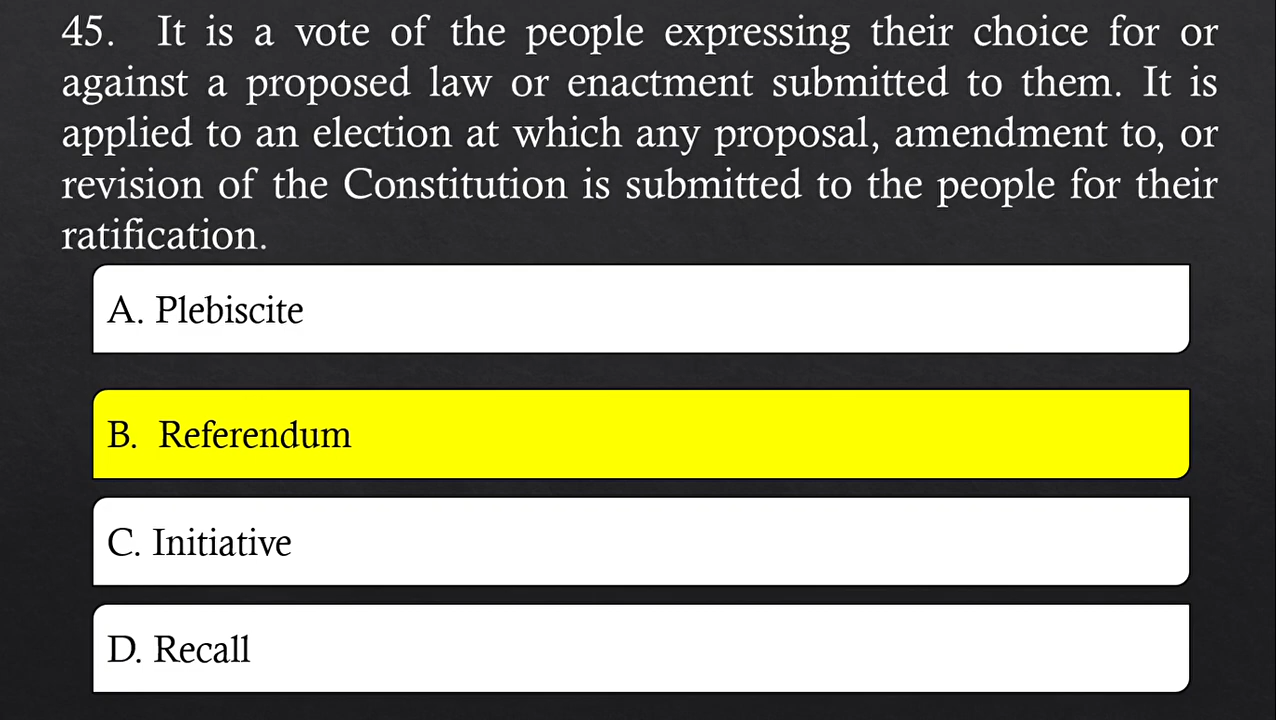 45. It is a vote of the people expressing their choice for or
against a proposed law or enactment submitted to them. It is
applied to an election at which any proposal, amendment to, or
revision of the Constitution is submitted to the people for their
ratification.
A. Plebiscite
B. Referendum
C. Initiative
D. Recall